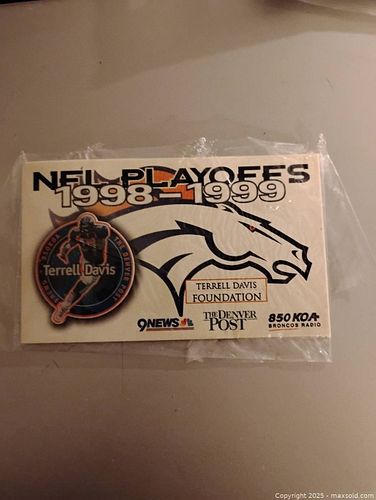 NFL PLAYOFFS
1998-1999
Terrell Davis
TERRELL DAVIS
FOUNDATION
9NEWS
THE DENVER
POST
850 KOA
BRONCOS RADIO
Copyright 2025 - maxsold.com